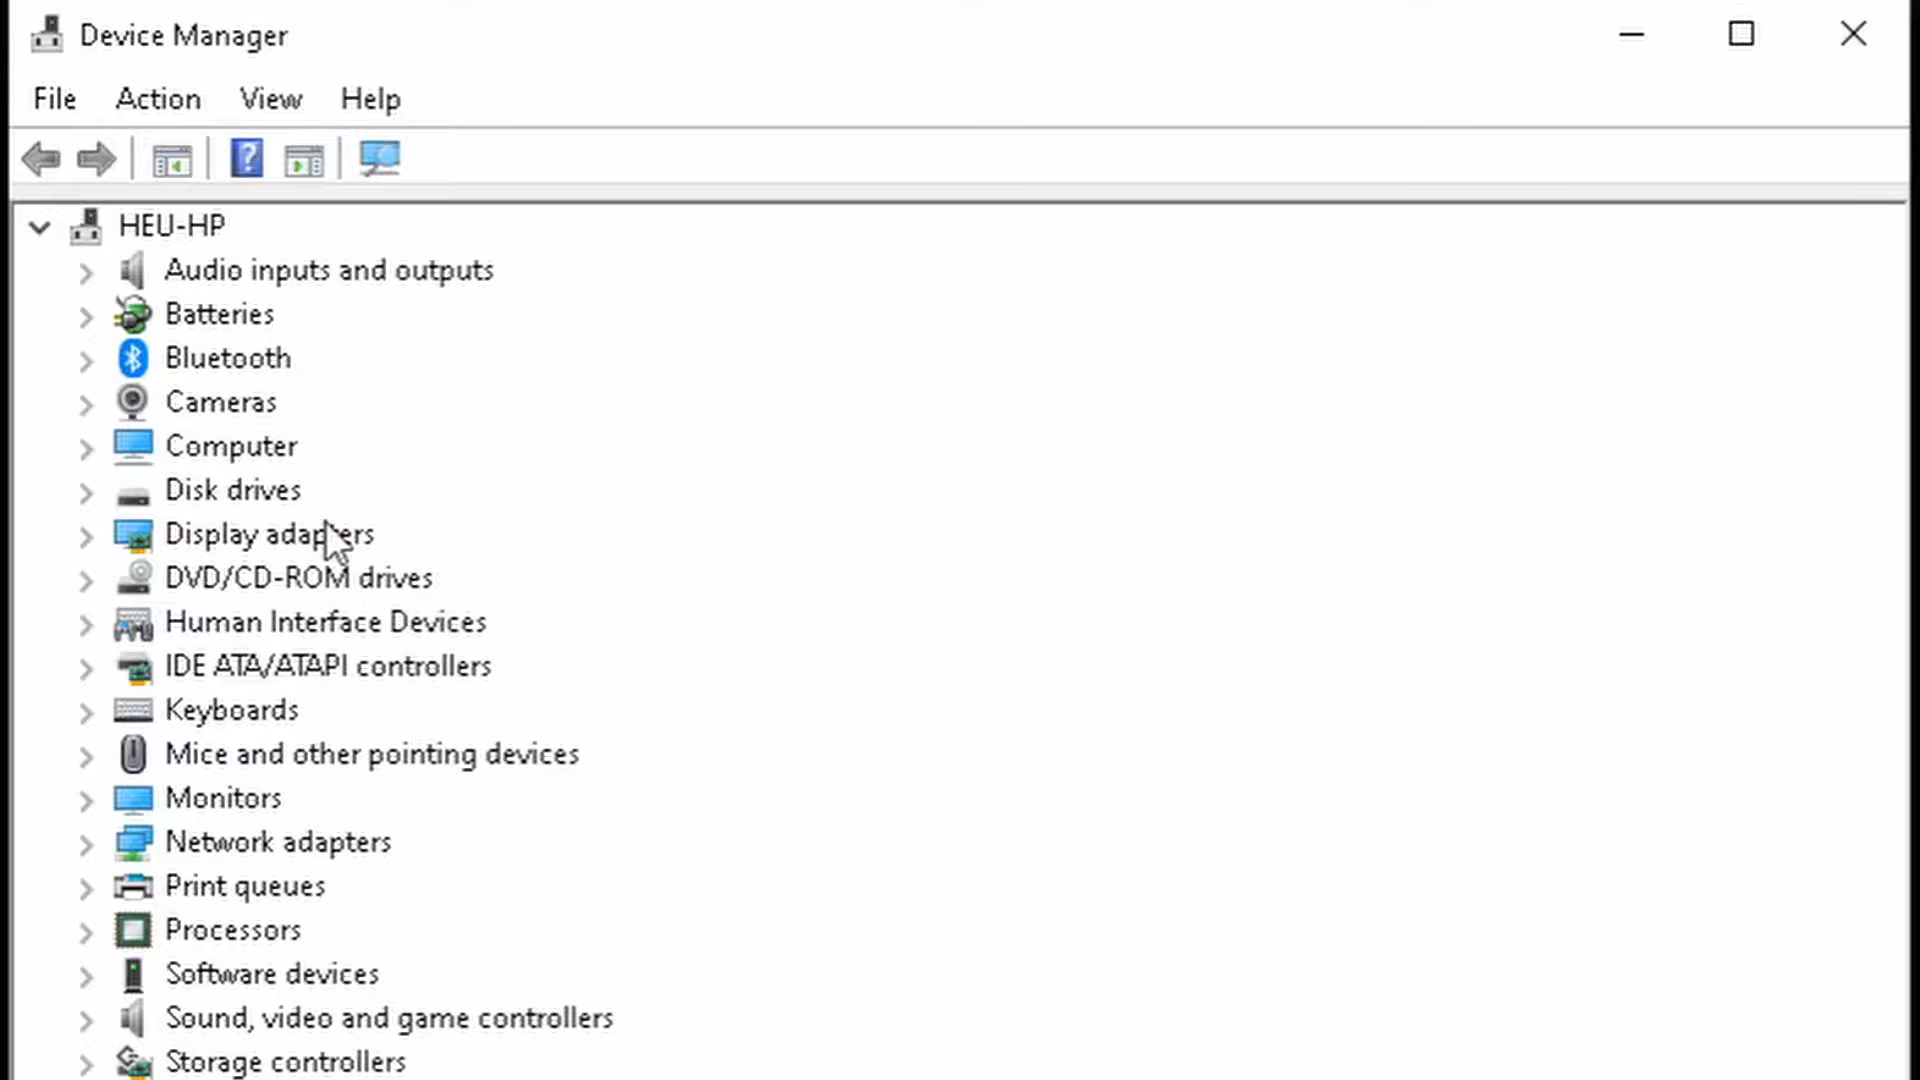 Device Manager
File Action View Help
HEU-HP
Audio inputs and outputs
Batteries
Bluetooth
Cameras
Computer
Disk drives
Display adapters
DVD/CD-ROM drives
Human Interface Devices
IDE ATA/ATAPI controllers
Keyboards
Mice and other pointing devices
Monitors
Network adapters
Print queues
Processors
Software devices
Sound, video and game controllers
Storage controllers